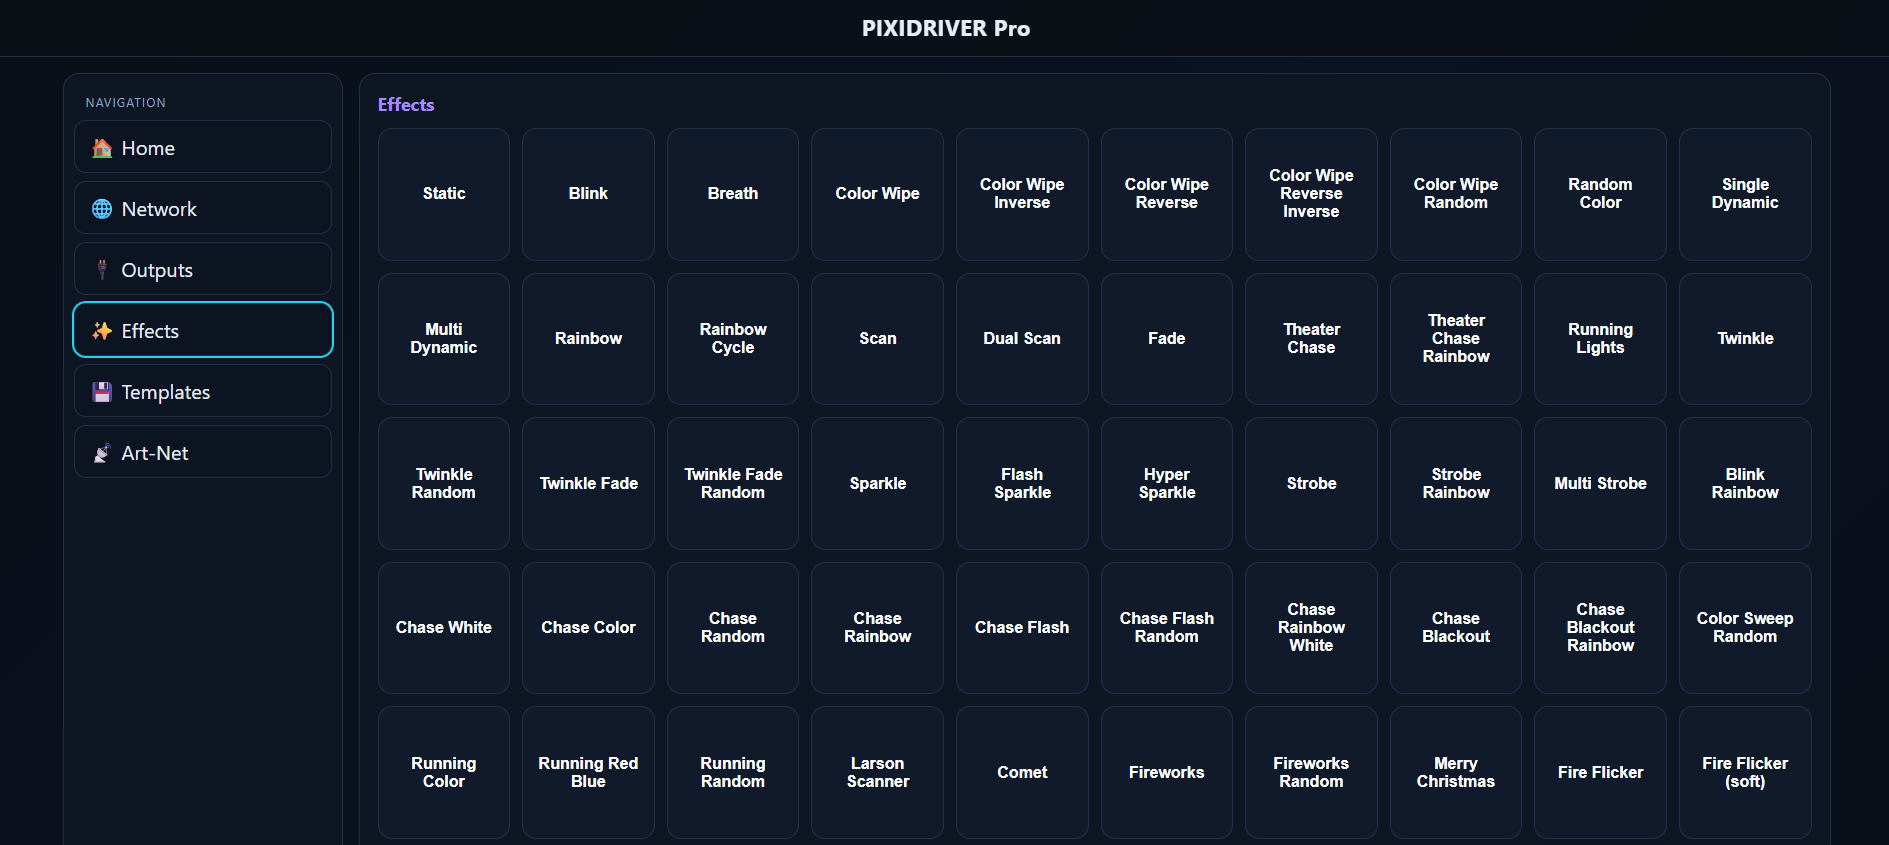 PIXIDRIVER Pro
NAVIGATION
Home
Network
Outputs
Effects
Templates
Art-Net
Effects
Static
Blink
Breath
Color Wipe
Color Wipe
Inverse
Color Wipe
Reverse
Color Wipe
Reverse
Inverse
Color Wipe
Random
Random
Color
Single
Dynamic
Multi
Dynamic
Rainbow
Rainbow
Cycle
Scan
Dual Scan
Fade
Theater
Chase
Theater
Chase
Rainbow
Running
Lights
Twinkle
Twinkle
Random
Twinkle Fade
Twinkle Fade
Random
Sparkle
Flash
Sparkle
Hyper
Sparkle
Strobe
Strobe
Rainbow
Multi Strobe
Blink
Rainbow
Chase White
Chase Color
Chase
Random
Chase
Rainbow
Chase Flash
Chase Flash
Random
Chase
Rainbow
White
Chase
Blackout
Chase
Blackout
Rainbow
Color Sweep
Random
Running
Color
Running Red
Blue
Running
Random
Larson
Scanner
Comet
Fireworks
Fireworks
Random
Merry
Christmas
Fire Flicker
Fire Flicker
(soft)